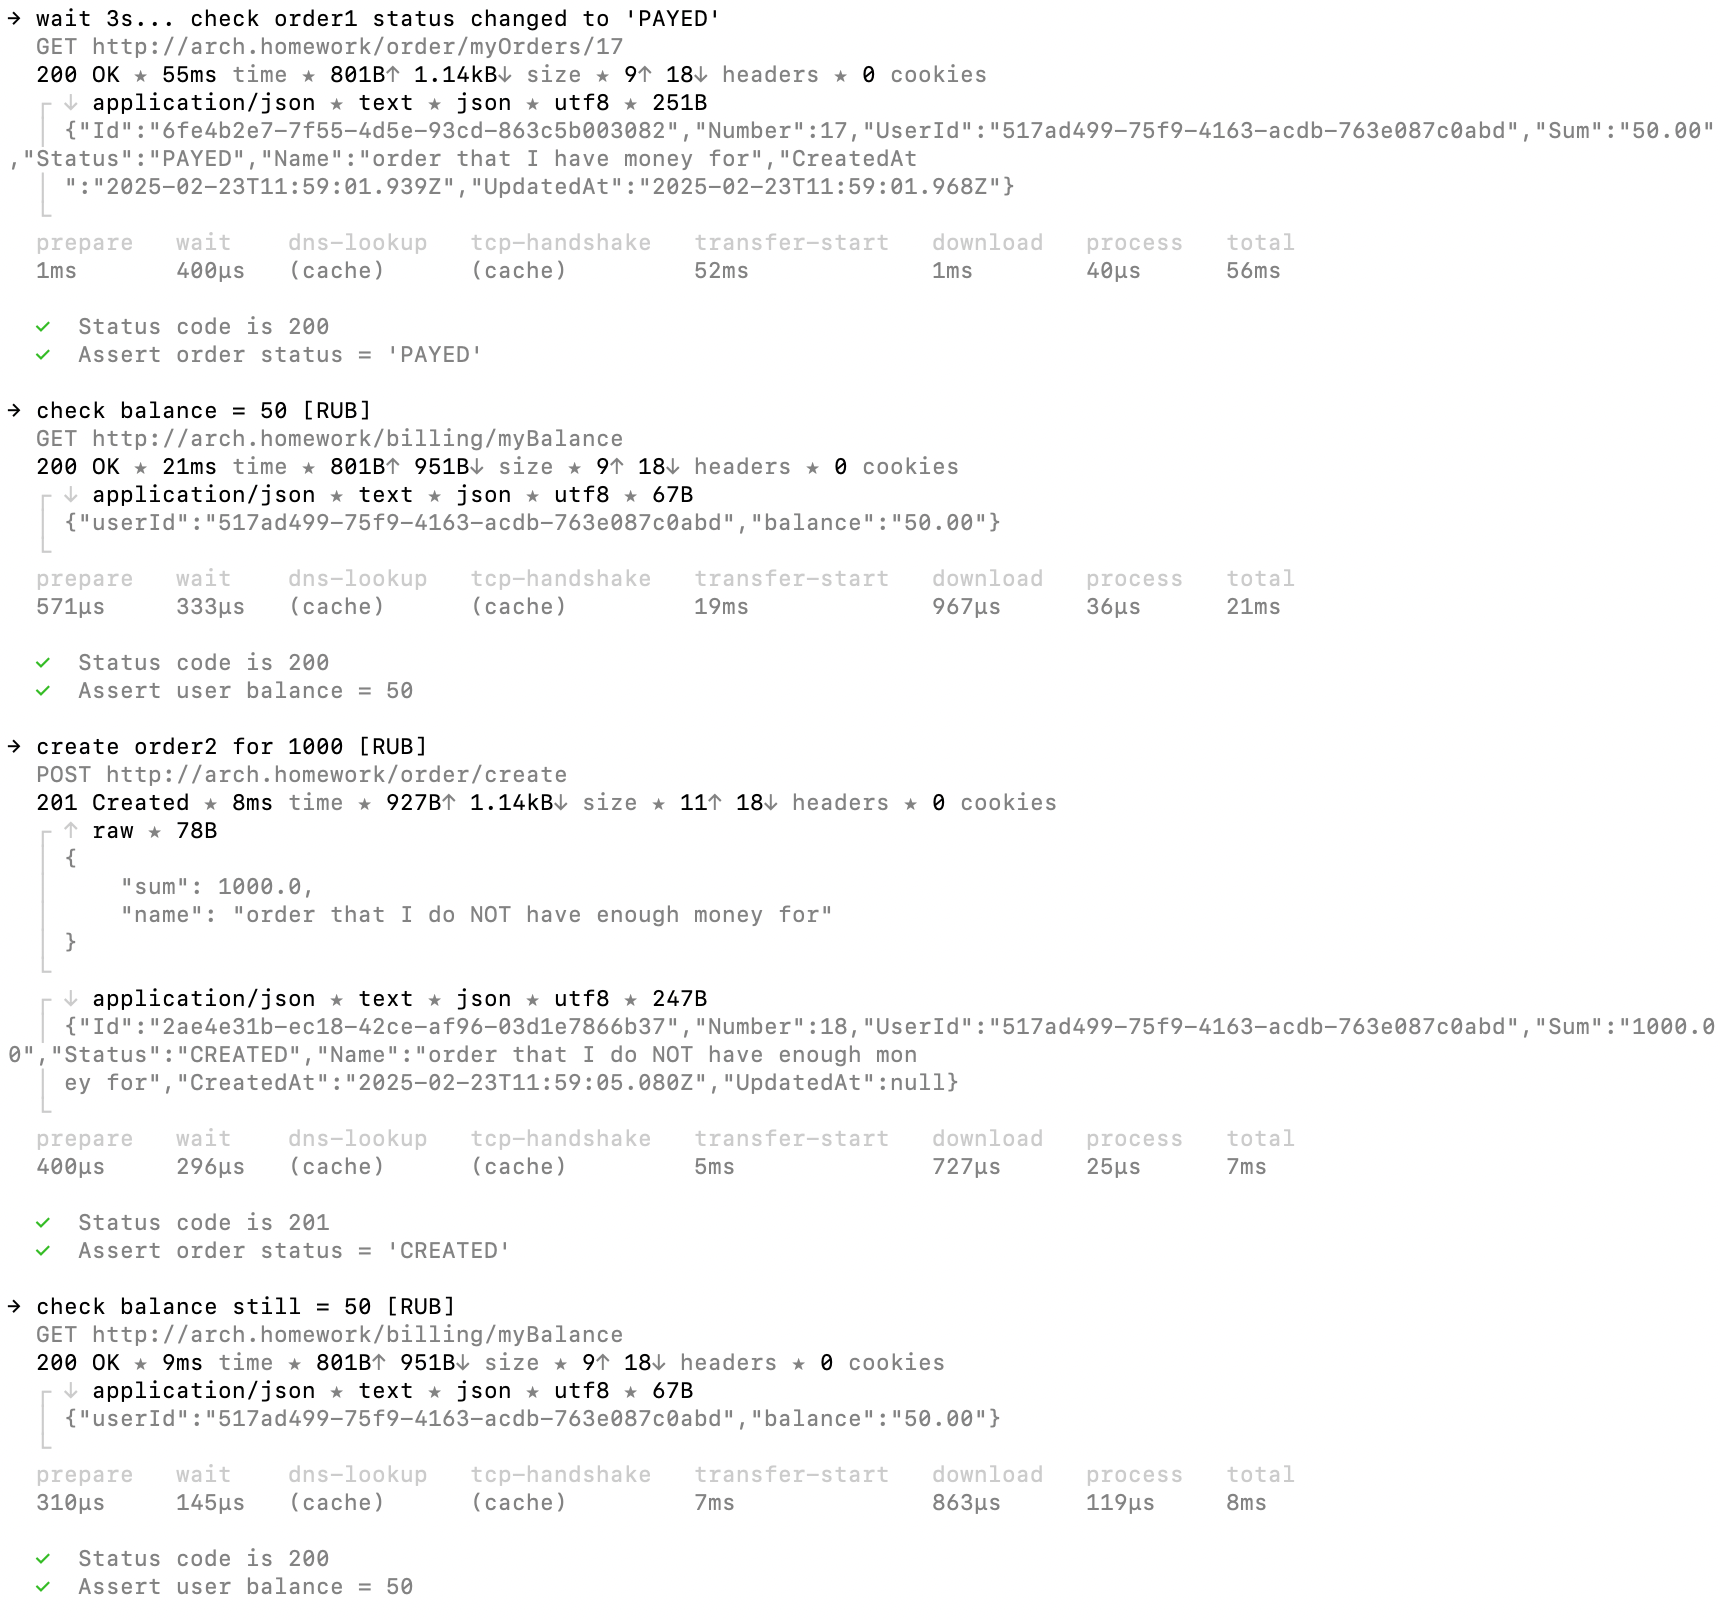 → wait 3s... check order1 status changed to 'PAYED'
GET http://arch.homework/order/myOrders/17
200 OK ★ 55ms time ★ 801B↑ 1.14kB↓ size ★ 9↑ 18↓ headers ★ 0 cookies
┌ ↓ application/json ★ text ★ json ★ utf8 ★ 251B
│ {"Id":"6fe4b2e7-7f55-4d5e-93cd-863c5b003082","Number":17,"UserId":"517ad499-75f9-4163-acdb-763e087c0abd","Sum":"50.00"
,"Status":"PAYED","Name":"order that I have money for","CreatedAt
│ ":"2025-02-23T11:59:01.939Z","UpdatedAt":"2025-02-23T11:59:01.968Z"}
└
prepare wait dns-lookup tcp-handshake transfer-start download process total
1ms 400µs (cache) (cache) 52ms 1ms 40µs 56ms
✓ Status code is 200
✓ Assert order status = 'PAYED'
→ check balance = 50 [RUB]
GET http://arch.homework/billing/myBalance
200 OK ★ 21ms time ★ 801B↑ 951B↓ size ★ 9↑ 18↓ headers ★ 0 cookies
┌ ↓ application/json ★ text ★ json ★ utf8 ★ 67B
│ {"userId":"517ad499-75f9-4163-acdb-763e087c0abd","balance":"50.00"}
└
prepare wait dns-lookup tcp-handshake transfer-start download process total
571µs 333µs (cache) (cache) 19ms 967µs 36µs 21ms
✓ Status code is 200
✓ Assert user balance = 50
→ create order2 for 1000 [RUB]
POST http://arch.homework/order/create
201 Created ★ 8ms time ★ 927B↑ 1.14kB↓ size ★ 11↑ 18↓ headers ★ 0 cookies
┌ ↑ raw ★ 78B
│ {
│ "sum": 1000.0,
│ "name": "order that I do NOT have enough money for"
│ }
└
┌ ↓ application/json ★ text ★ json ★ utf8 ★ 247B
│ {"Id":"2ae4e31b-ec18-42ce-af96-03d1e7866b37","Number":18,"UserId":"517ad499-75f9-4163-acdb-763e087c0abd","Sum":"1000.0
0","Status":"CREATED","Name":"order that I do NOT have enough mon
│ ey for","CreatedAt":"2025-02-23T11:59:05.080Z","UpdatedAt":null}
└
prepare wait dns-lookup tcp-handshake transfer-start download process total
400µs 296µs (cache) (cache) 5ms 727µs 25µs 7ms
✓ Status code is 201
✓ Assert order status = 'CREATED'
→ check balance still = 50 [RUB]
GET http://arch.homework/billing/myBalance
200 OK ★ 9ms time ★ 801B↑ 951B↓ size ★ 9↑ 18↓ headers ★ 0 cookies
┌ ↓ application/json ★ text ★ json ★ utf8 ★ 67B
│ {"userId":"517ad499-75f9-4163-acdb-763e087c0abd","balance":"50.00"}
└
prepare wait dns-lookup tcp-handshake transfer-start download process total
310µs 145µs (cache) (cache) 7ms 863µs 119µs 8ms
✓ Status code is 200
✓ Assert user balance = 50